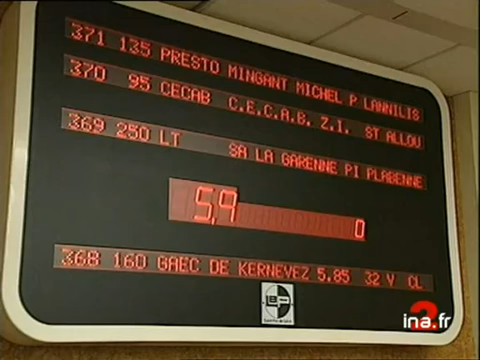 371 135 PRESTO MINGANT MICHEL P LANNILIS
370 95 CECAB C.E.C.A.B. Z.I. ST ALLOU
369 250 LT SA LA GARENNE PI PLABENNE
5,9 0
368 160 GAEC DE KERNEVEZ 5.85 32 V CL
ina.fr